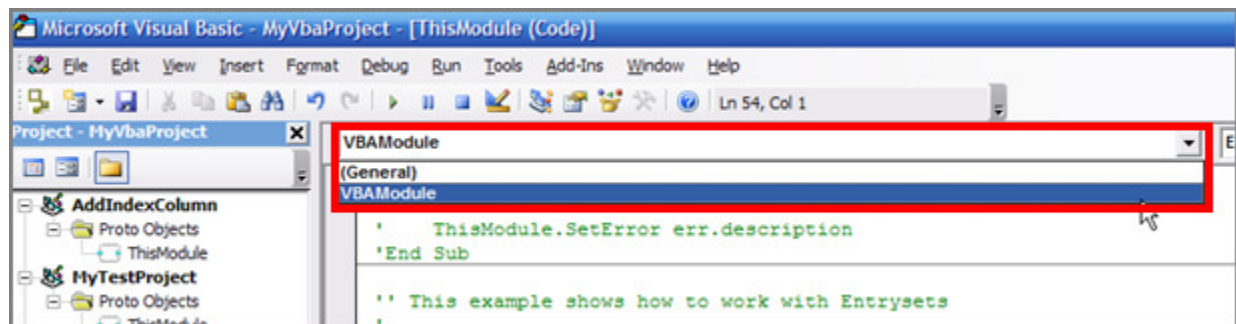 Microsoft Visual Basic - MyVbaProject - [ThisModule (Code)]
File Edit View Insert Format Debug Run Tools Add-Ins Window Help
Ln 54, Col 1
Project - MyVbaProject
VBAModule
E
(General)
VBAModule
AddIndexColumn
Proto Objects
ThisModule
MyTestProject
Proto Objects
ThisModule
' ThisModule.SetError err.description
'End Sub
'' This example shows how to work with Entrysets
'